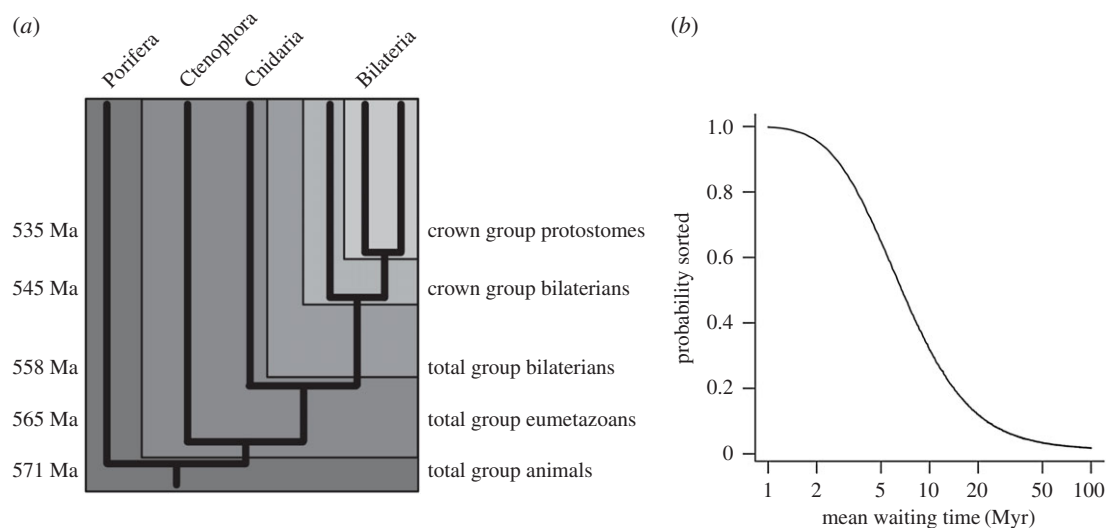 (a)
Porifera
Ctenophora
Cnidaria
Bilateria
535 Ma crown group protostomes
545 Ma crown group bilaterians
558 Ma total group bilaterians
565 Ma total group eumetazoans
571 Ma total group animals
(b)
probability sorted
1.0
0.8
0.6
0.4
0.2
0
1 2 5 10 20 50 100
mean waiting time (Myr)